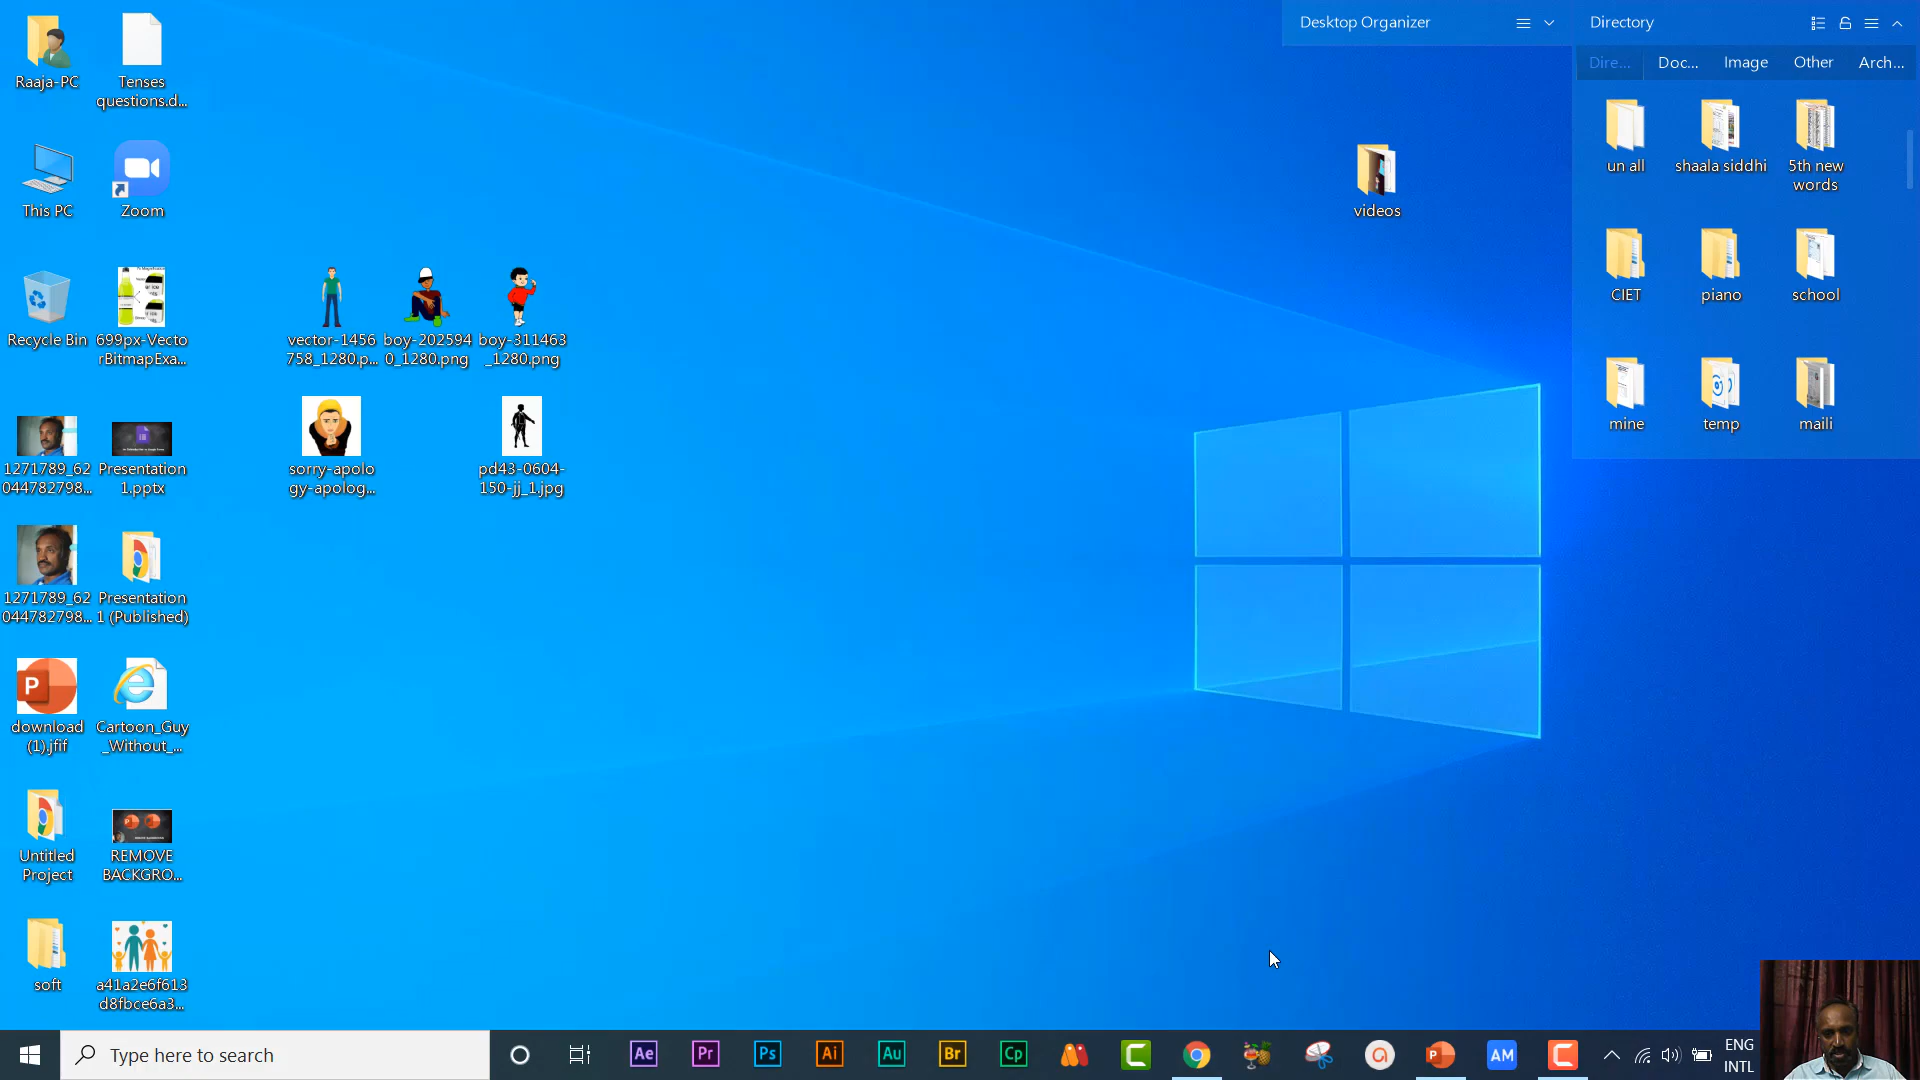 Desktop Organizer
Directory
Dire...
Doc...
Image
Other
Arch...
Raaja-PC
Tenses
questions.d...
un all
shaala siddhi
5th new
words
This PC
Zoom
videos
CIET
piano
school
Recycle Bin
699px-Vecto
rBitmapExa...
vector-1456
758_1280.p...
boy-202594
0_1280.png
boy-311463
_1280.png
mine
temp
maili
1271789_62
044782798...
Presentation
1.pptx
sorry-apolo
gy-apolog...
pd43-0604-
150-jj_1.jpg
1271789_62
044782798...
Presentation
1 (Published)
P
download
(1).jfif
Cartoon_Guy
_Without_...
Untitled
Project
REMOVE
BACKGRO...
soft
a41a2e6f613
d8fbce6a3...
Type here to search
Ae
Pr
Ps
Ai
Au
Br
Cp
AM
ENG
INTL